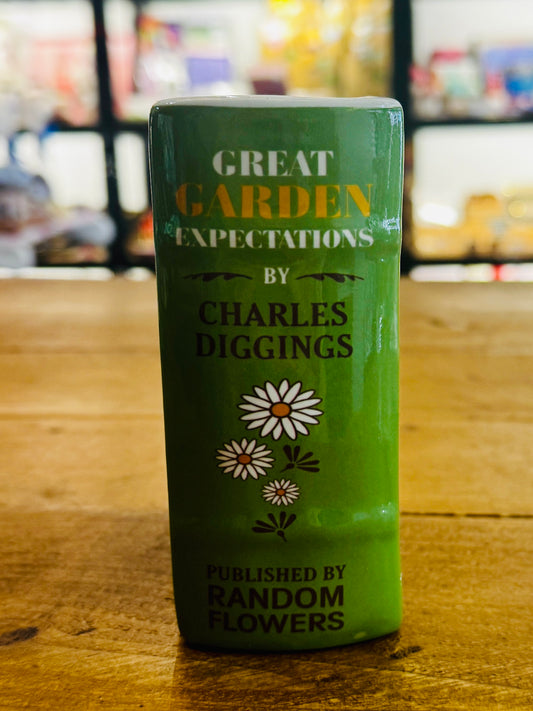 GREAT
GARDEN
EXPECTATIONS
BY
CHARLES
DIGGINGS
PUBLISHED BY
RANDOM
FLOWERS